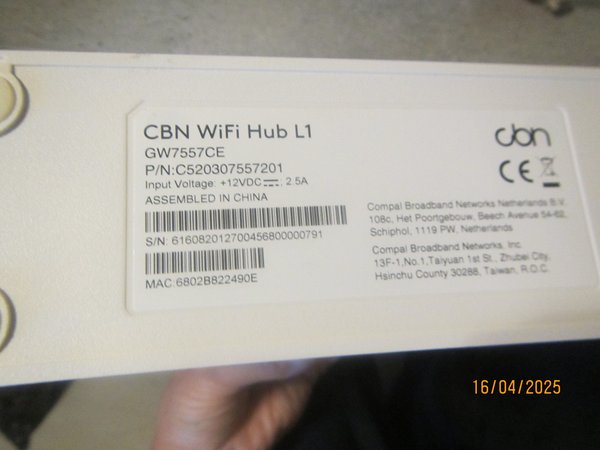 CBN WiFi Hub L1
GW7557CE
P/N:C520307557201
Input Voltage: +12VDC⎓, 2.5A
ASSEMBLED IN CHINA
S/N: 616082012700456800000791
MAC:6802B822490E
cbn
CE
Compal Broadband Networks Netherlands B.V.
108c, Het Poortgebouw, Beech Avenue 54-62,
Schiphol, 1119 PW, Netherlands
Compal Broadband Networks, Inc.
13F-1,No.1,Taiyuan 1st St., Zhubei City,
Hsinchu County 30288, Taiwan, R.O.C.
16/04/2025